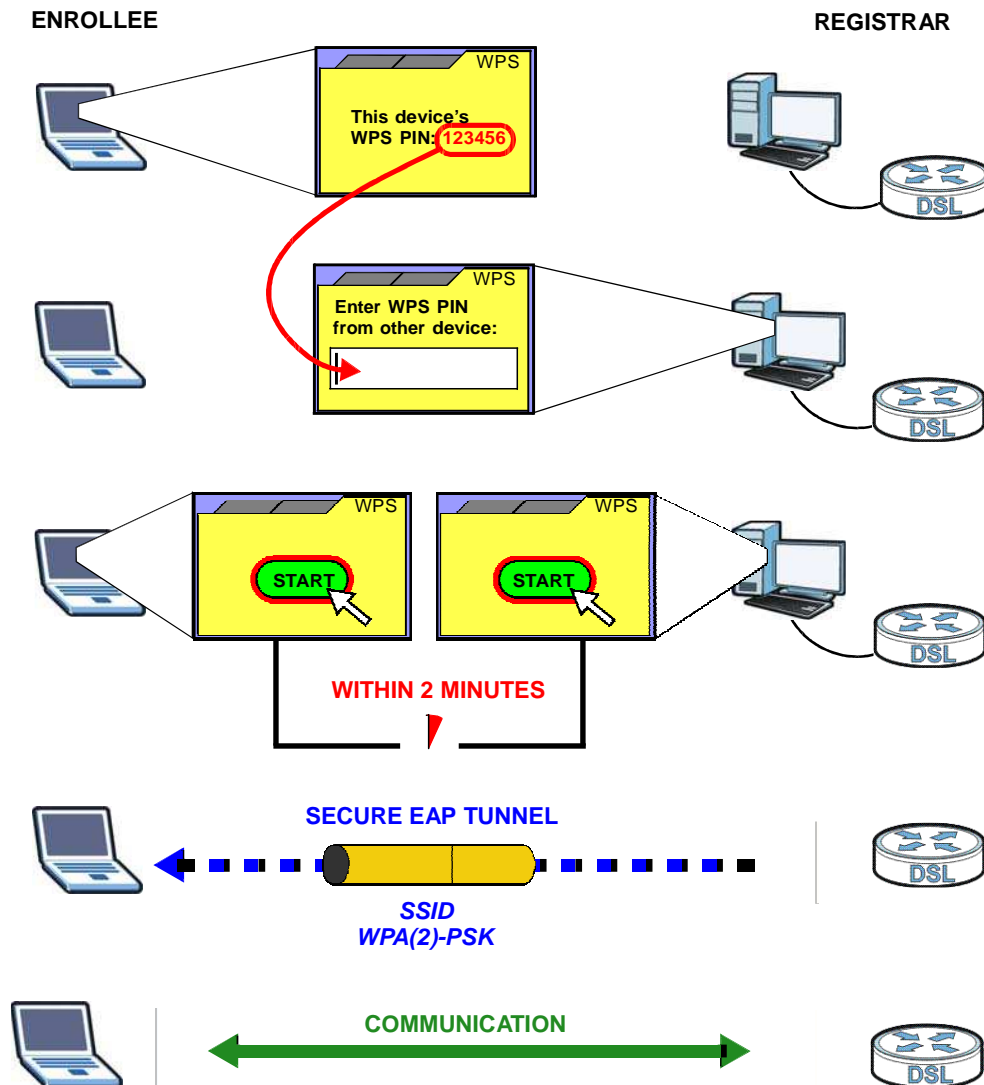 ENROLLEE
REGISTRAR
WPS
This device's
WPS PIN: 123456
DSL
WPS
Enter WPS PIN
from other device:
DSL
WPS
WPS
START
START
DSL
WITHIN 2 MINUTES
SECURE EAP TUNNEL
DSL
SSID
WPA(2)-PSK
COMMUNICATION
DSL